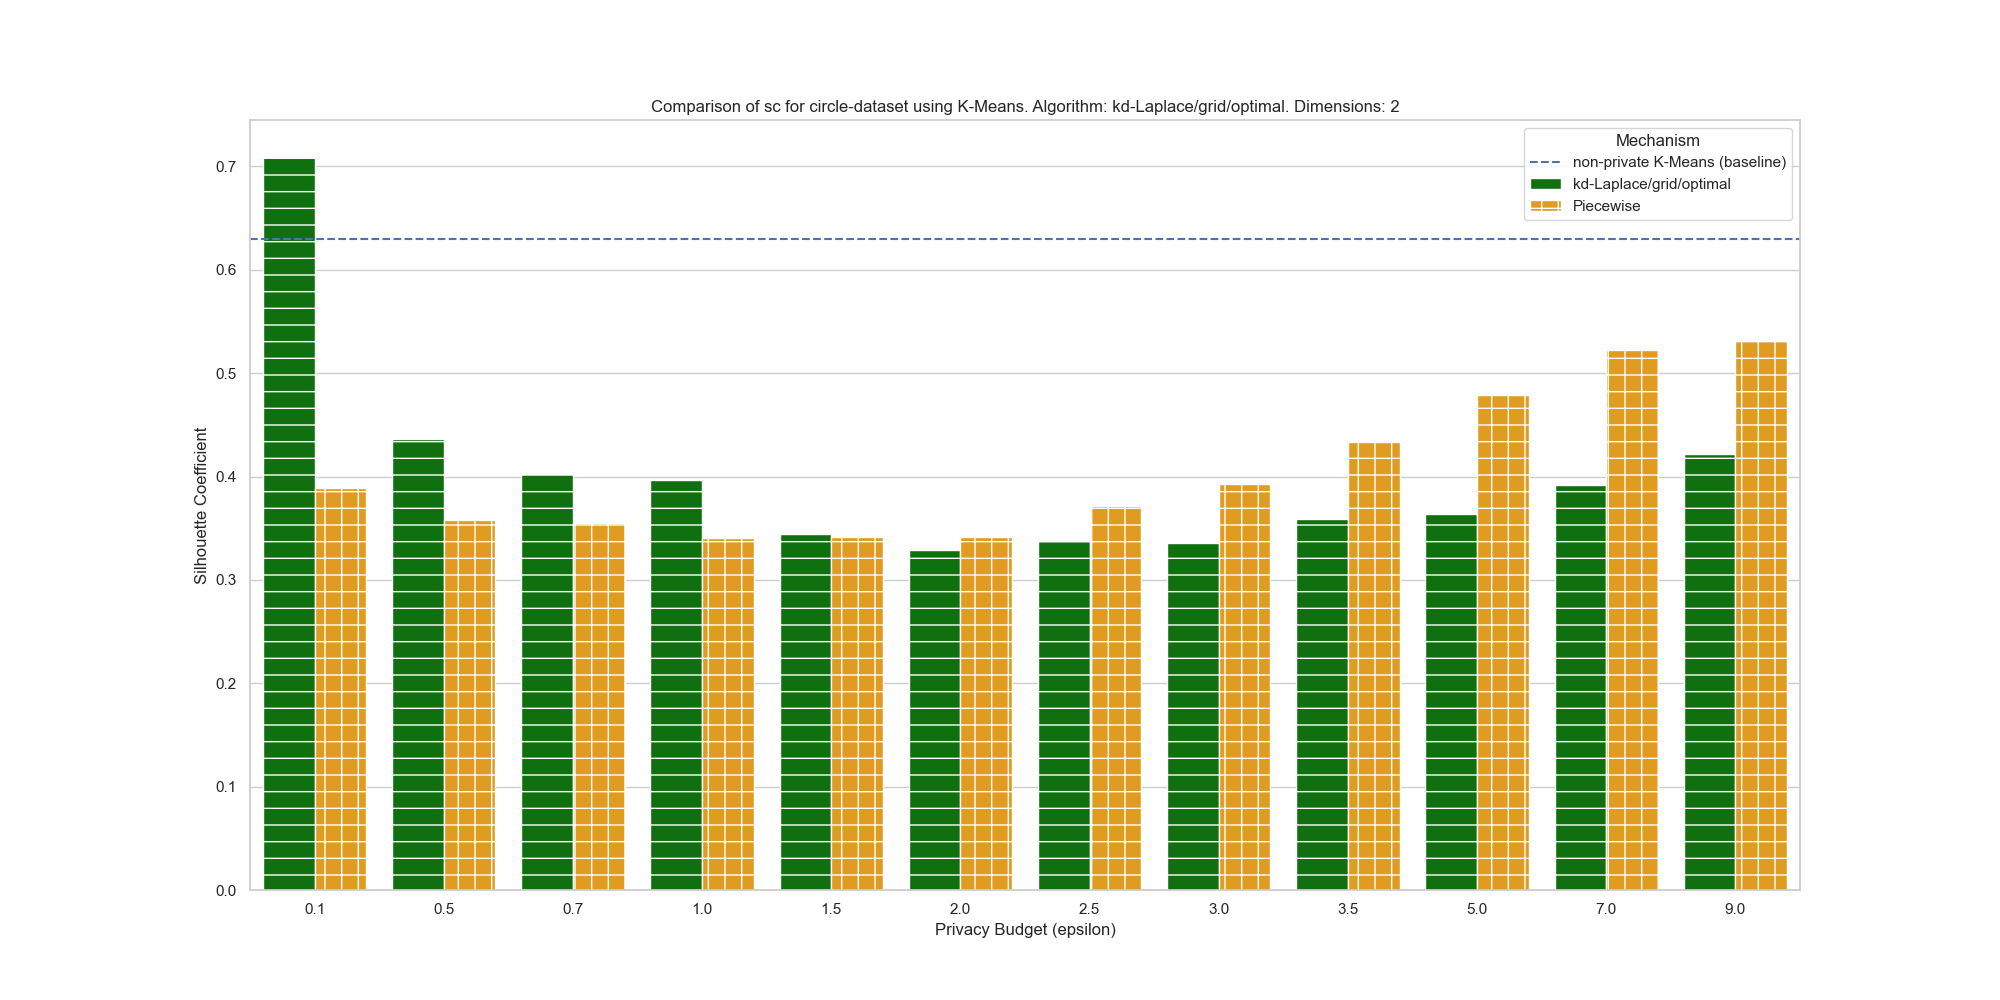 Comparison of sc for circle-dataset using K-Means. Algorithm: kd-Laplace/grid/optimal. Dimensions: 2
Mechanism
non-private K-Means (baseline)
kd-Laplace/grid/optimal
Piecewise
Silhouette Coefficient
0.7
0.6
0.5
0.4
0.3
0.2
0.1
0.0
0.1 0.5 0.7 1.0 1.5 2.0 2.5 3.0 3.5 5.0 7.0 9.0
Privacy Budget (epsilon)